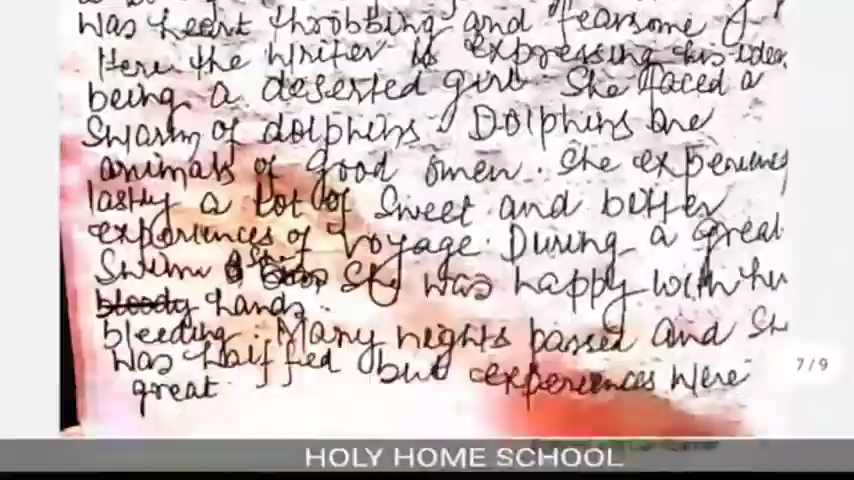 was heart throbbing and fearsome
Here the writer is expressing his idea
being a deserted girl. She faced a
Swarm of dolphins. Dolphins are
animals of good omen. She experiences
lastly a lot of Sweet and bitter
experiences of voyage. During a great
Swim She was happy with her
bloody hands.
bleeding. Many nights passed and She
was half fed but experiences were
great
7/9
HOLY HOME SCHOOL